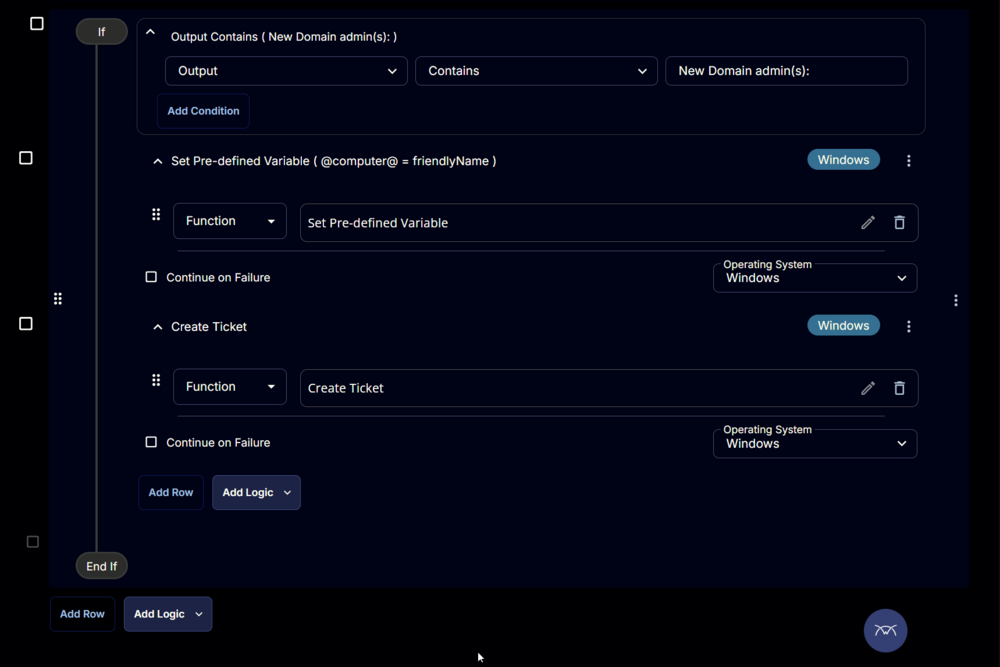 If
Output Contains ( New Domain admin(s): )
Output Contains New Domain admin(s):
Add Condition
Set Pre-defined Variable ( @computer@ = friendlyName ) Windows
Function Set Pre-defined Variable
Operating System
Continue on Failure Windows
Create Ticket Windows
Function Create Ticket
Operating System
Continue on Failure Windows
Add Row Add Logic
End If
Add Row Add Logic